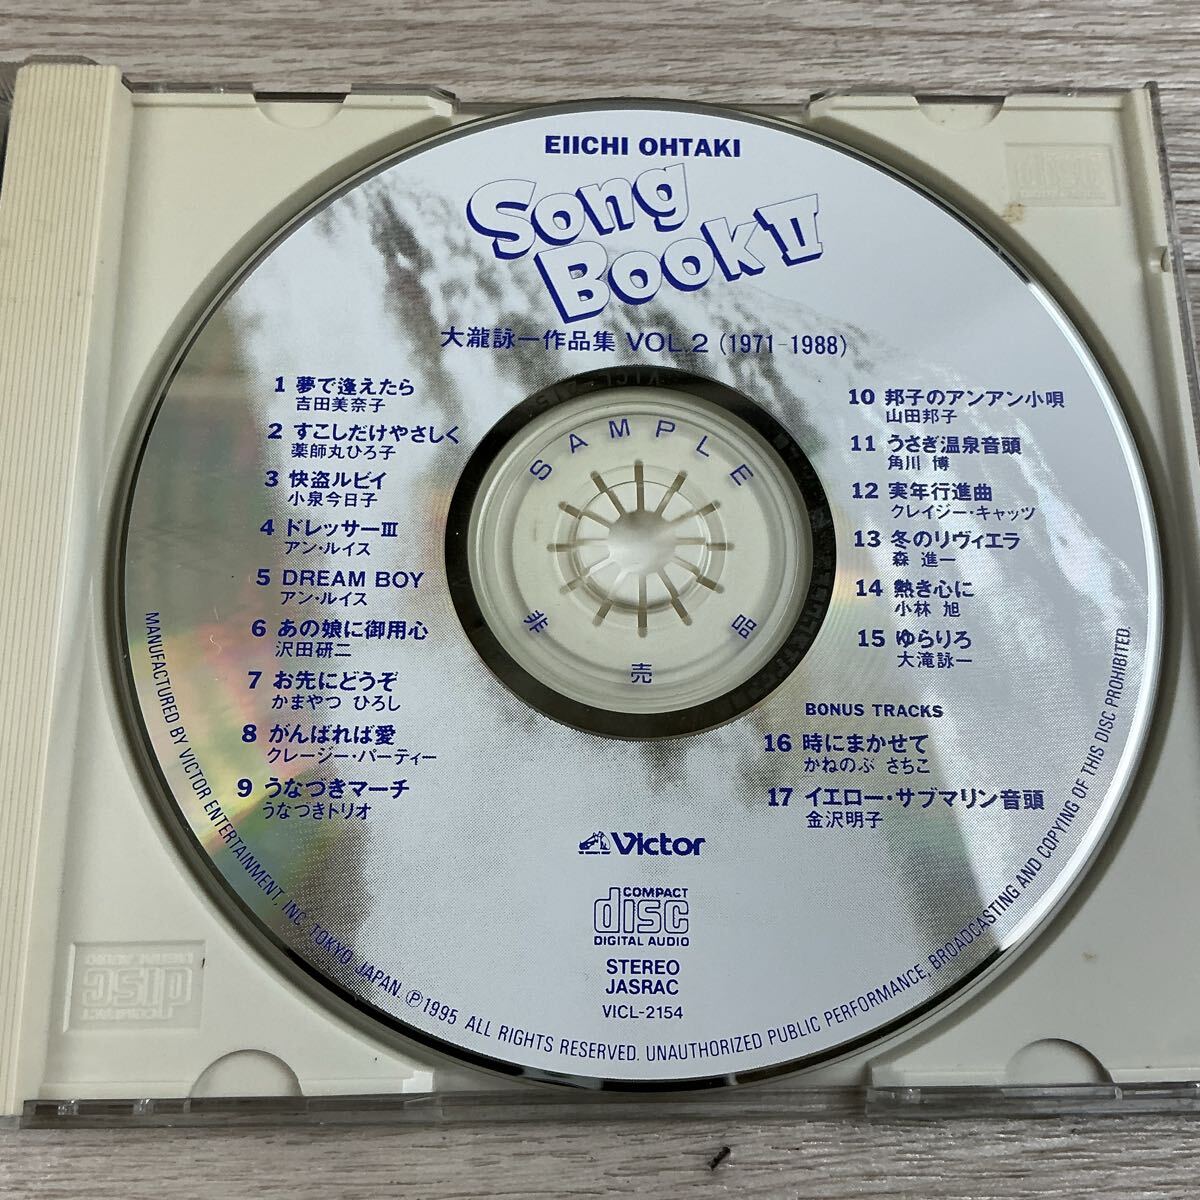 EIICHI OHTAKI
Song
Book II
大瀧詠一作品集 VOL.2 (1971-1988)
1 夢で逢えたら
吉田美奈子
2 すこしだけやさしく
薬師丸ひろ子
3 快盗ルビイ
小泉今日子
4 ドレッサーIII
アン・ルイス
5 DREAM BOY
アン・ルイス
6 あの娘に御用心
沢田研二
7 お先にどうぞ
かまやつ ひろし
8 がんばれば愛
クレージー・パーティー
9 うなづきマーチ
うなづきトリオ
10 邦子のアンアン小唄
山田邦子
11 うさぎ温泉音頭
角川 博
12 実年行進曲
クレイジー・キャッツ
13 冬のリヴィエラ
森 進一
14 熱き心に
小林 旭
15 ゆらりろ
大滝詠一
BONUS TRACKS
16 時にまかせて
かねのぶ さちこ
17 イエロー・サブマリン音頭
金沢明子
SAMPLE
非売品
Victor
COMPACT
disc
DIGITAL AUDIO
STEREO
JASRAC
VICL-2154
MANUFACTURED BY VICTOR ENTERTAINMENT, INC. TOKYO JAPAN. ℗1995 ALL RIGHTS RESERVED. UNAUTHORIZED PUBLIC PERFORMANCE, BROADCASTING AND COPYING OF THIS DISC PROHIBITED.